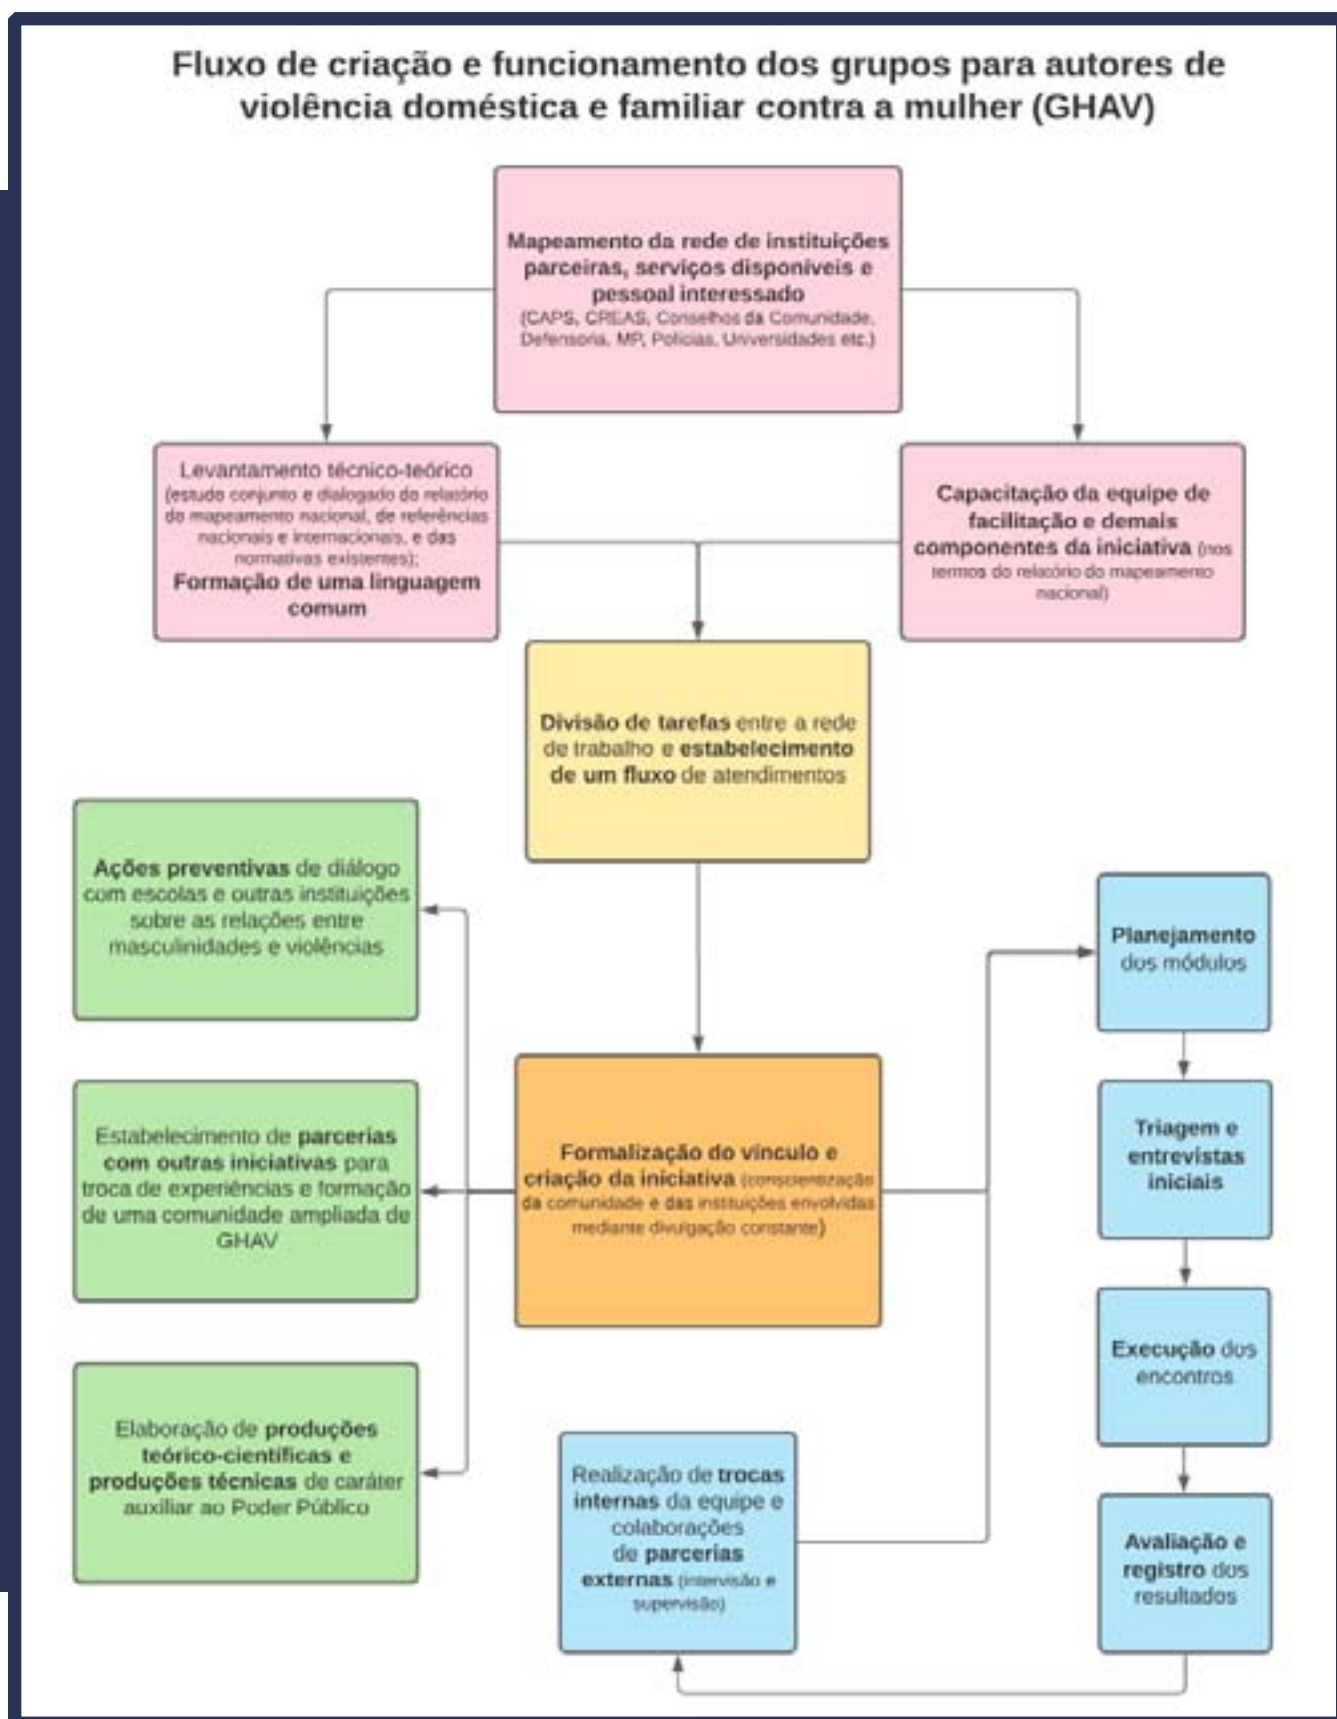 Fluxo de criação e funcionamento dos grupos para autores de
violência doméstica e familiar contra a mulher (GHAV)
Mapeamento da rede de instituições
parceiras, serviços disponíveis e
pessoal interessado
(CAPS, CREAS, Conselhos da Comunidade,
Defensoria, MP, Polícias, Universidades etc.)
Levantamento técnico-teórico
(estudo conjunto e dialogado do relatório
do mapeamento nacional, de referências
nacionais e internacionais, e das
normativas existentes);
Formação de uma linguagem
comum
Capacitação da equipe de
facilitação e demais
componentes da iniciativa (nos
termos do relatório do mapeamento
nacional)
Divisão de tarefas entre a rede
de trabalho e estabelecimento
de um fluxo de atendimentos
Ações preventivas de diálogo
com escolas e outras instituições
sobre as relações entre
masculinidades e violências
Planejamento
dos módulos
Estabelecimento de parcerias
com outras iniciativas para
troca de experiências e formação
de uma comunidade ampliada de
GHAV
Formalização do vínculo e
criação da iniciativa (conscientização
da comunidade e das instituições envolvidas
mediante divulgação constante)
Triagem e
entrevistas
iniciais
Execução dos
encontros
Elaboração de produções
teórico-científicas e
produções técnicas de caráter
auxiliar ao Poder Público
Realização de trocas
internas da equipe e
colaborações
de parcerias
externas (intervisão e
supervisão)
Avaliação e
registro dos
resultados